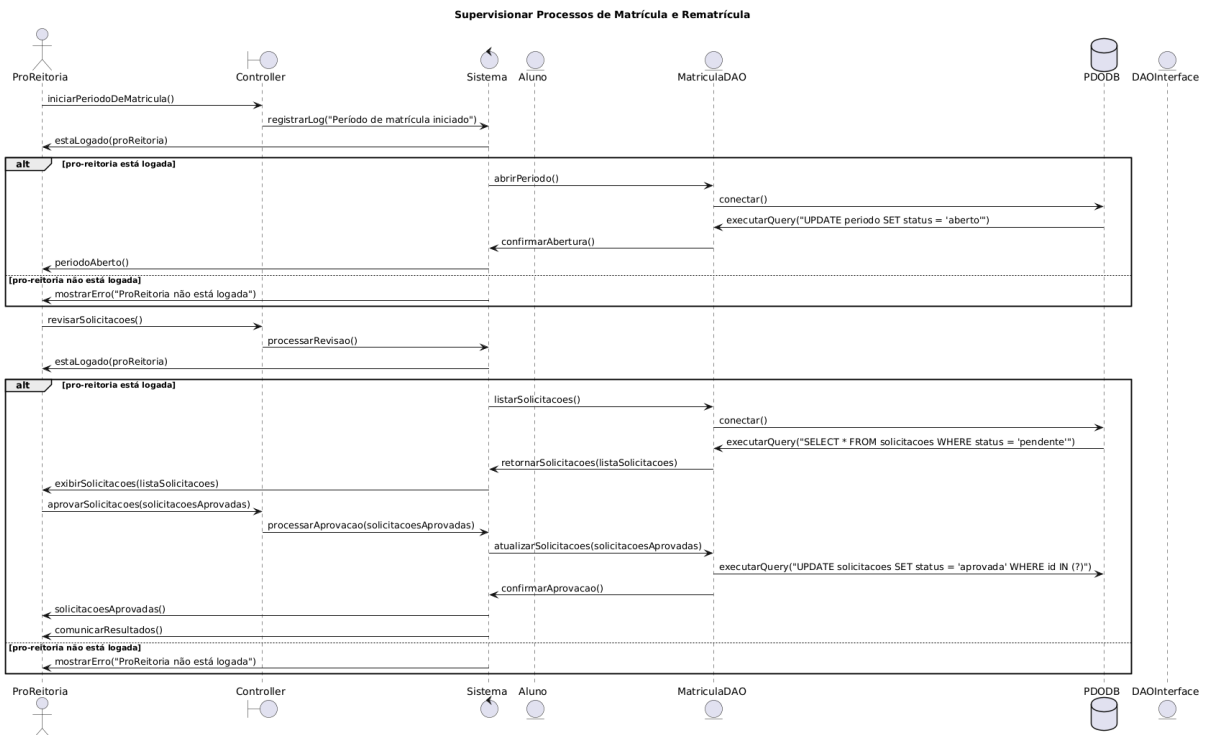 Supervisionar Processos de Matrícula e Rematrícula
ProReitoria Controller Sistema Aluno MatriculaDAO PDODB DAOInterface
iniciarPeriodoDeMatricula()
registrarLog("Período de matrícula iniciado")
estaLogado(proReitoria)
alt [pro-reitoria está logada]
abrirPeriodo()
conectar()
executarQuery("UPDATE periodo SET status = 'aberto'")
confirmarAbertura()
periodoAberto()
[pro-reitoria não está logada]
mostrarErro("ProReitoria não está logada")
revisarSolicitacoes()
processarRevisao()
estaLogado(proReitoria)
alt [pro-reitoria está logada]
listarSolicitacoes()
conectar()
executarQuery("SELECT * FROM solicitacoes WHERE status = 'pendente'")
retornarSolicitacoes(listaSolicitacoes)
exibirSolicitacoes(listaSolicitacoes)
aprovarSolicitacoes(solicitacoesAprovadas)
processarAprovacao(solicitacoesAprovadas)
atualizarSolicitacoes(solicitacoesAprovadas)
executarQuery("UPDATE solicitacoes SET status = 'aprovada' WHERE id IN (?)")
confirmarAprovacao()
solicitacoesAprovadas()
comunicarResultados()
[pro-reitoria não está logada]
mostrarErro("ProReitoria não está logada")
ProReitoria Controller Sistema Aluno MatriculaDAO PDODB DAOInterface